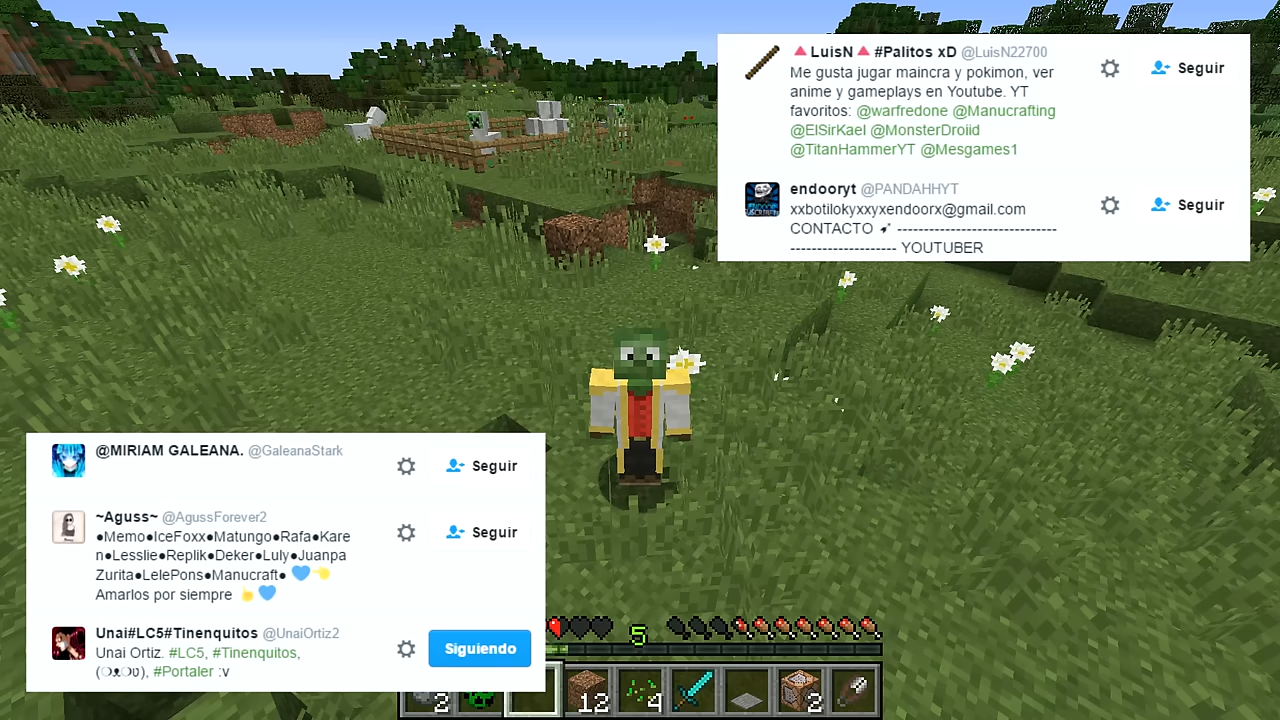 LuisN #Palitos xD @LuisN22700
Me gusta jugar maincra y pokimon, ver
anime y gameplays en Youtube. YT
favoritos: @warfredone @Manucrafting
@ElSirKael @MonsterDroiid
@TitanHammerYT @Mesgames1
Seguir
endooryt @PANDAHHYT
xxbotilokyxxyxendoorx@gmail.com
CONTACTO ➶ -----------------------------
-------------------- YOUTUBER
Seguir
@MIRIAM GALEANA. @GaleanaStark
Seguir
~Aguss~ @AgussForever2
●Memo●IceFoxx●Matungo●Rafa●Kare
n●Lesslie●Replik●Deker●Luly●Juanpa
Zurita●LelePons●Manucraft● 💙👈
Amarlos por siempre 👆💙
Seguir
Unai#LC5#Tinenquitos @UnaiOrtiz2
Unai Ortiz. #LC5, #Tinenquitos,
(૭ᴥ૭ʋ), #Portaler :v
Siguiendo
5
2
12
4
2